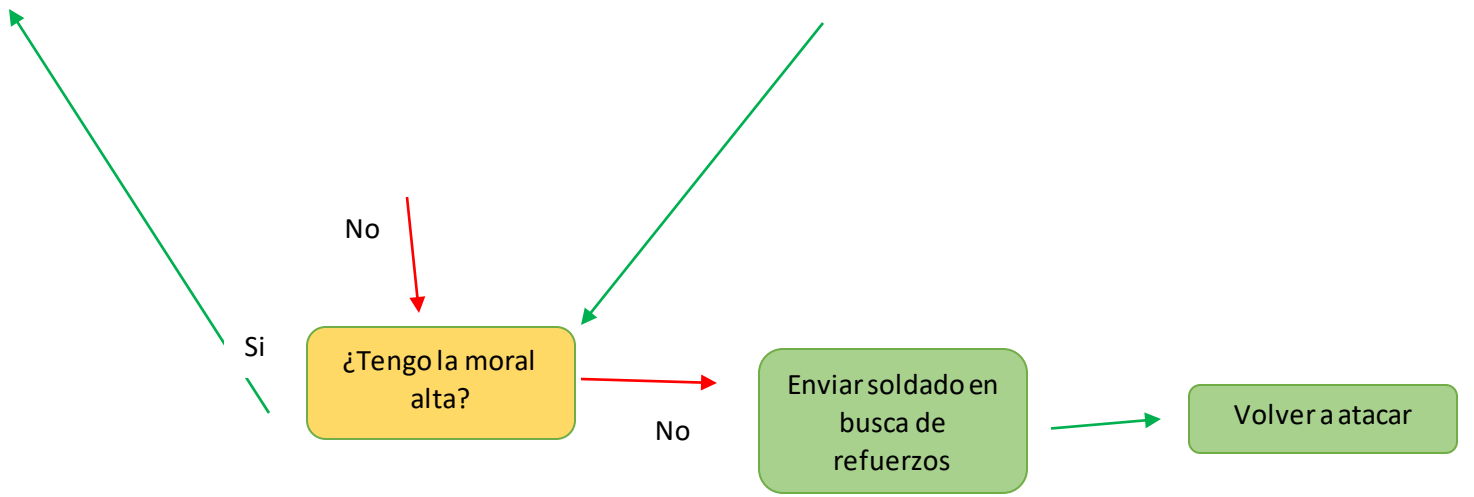 No
Si
¿Tengo la moral
alta?
No
Enviar soldado en
busca de
refuerzos
Volver a atacar